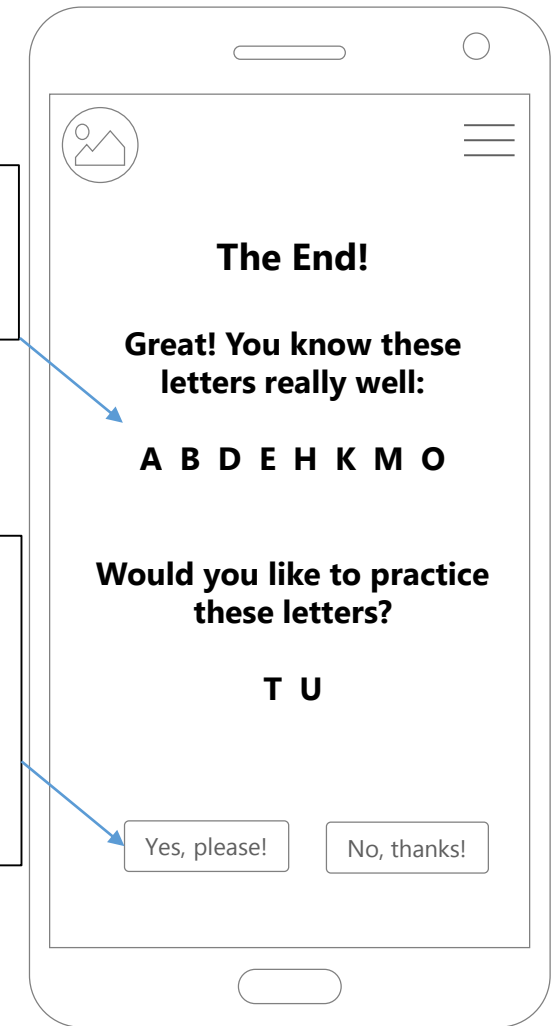 The End!
Great! You know these
letters really well:
A B D E H K M O
Would you like to practice
these letters?
T U
Yes, please!
No, thanks!